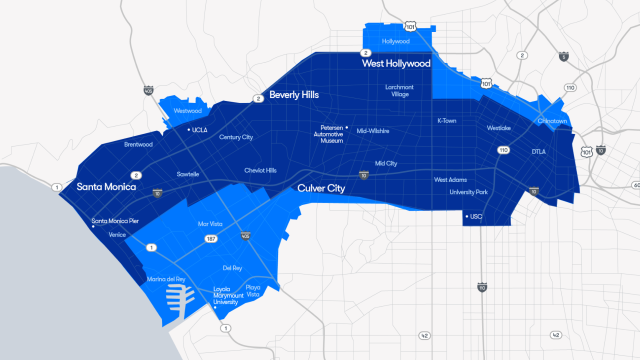 101
Hollywood
2
West Hollywood
2
5
405
101
110
Larchmont
Village
Beverly Hills
2
Westwood
UCLA
Century City
Petersen
Automotive
Museum
Mid-Wilshire
K-Town
Westlake
Chinatown
Brentwood
110
DTLA
101
10
Mid City
Cheviot Hills
Sawtelle
2
10
West Adams
Santa Monica
1
10
Culver City
University Park
10
60
Santa Monica Pier
USC
Venice
Mar Vista
187
405
1
Del Rey
Marina del Rey
Playa
Vista
Loyola
Marymount
University
1
42
42